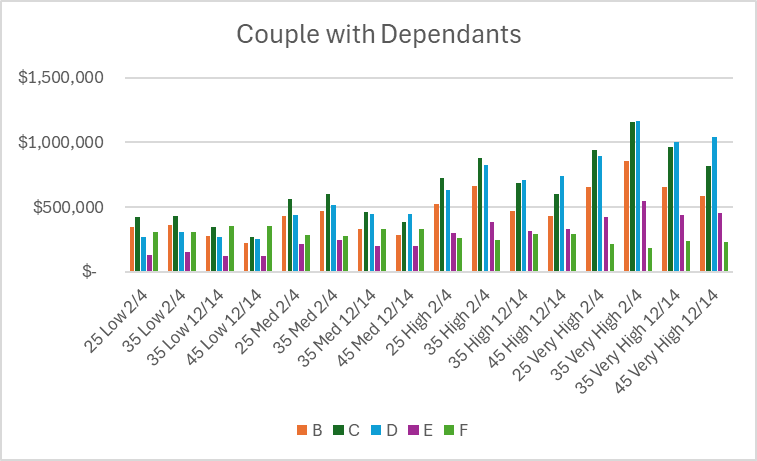 Couple with Dependants
$1,500,000
$1,000,000
$500,000
$-
25 Low 2/4
35 Low 2/4
35 Low 12/14
45 Low 12/14
25 Med 2/4
35 Med 2/4
35 Med 12/14
45 Med 12/14
25 High 2/4
35 High 2/4
35 High 12/14
45 High 12/14
25 Very High 2/4
35 Very High 2/4
35 Very High 12/14
45 Very High 12/14
B C D E F